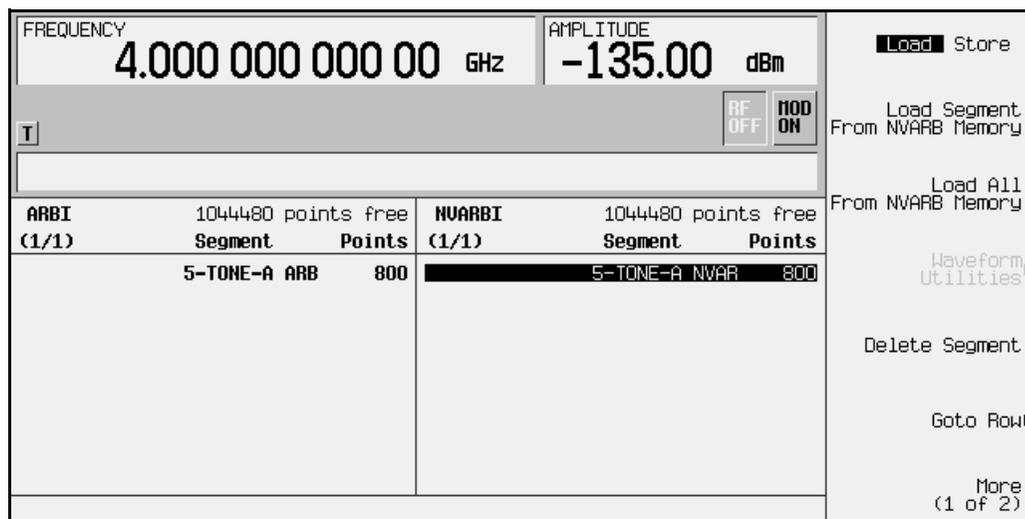 FREQUENCY
4.000 000 000 00 GHz
AMPLITUDE
-135.00 dBm
RF OFF
MOD ON
T
ARBI 1044480 points free
(1/1) Segment Points
5-TONE-A ARB 800
NVARBI 1044480 points free
(1/1) Segment Points
5-TONE-A NVAR 800
Load Store
Load Segment
From NVARB Memory
Load All
From NVARB Memory
Waveform
Utilities
Delete Segment
Goto Row
More
(1 of 2)